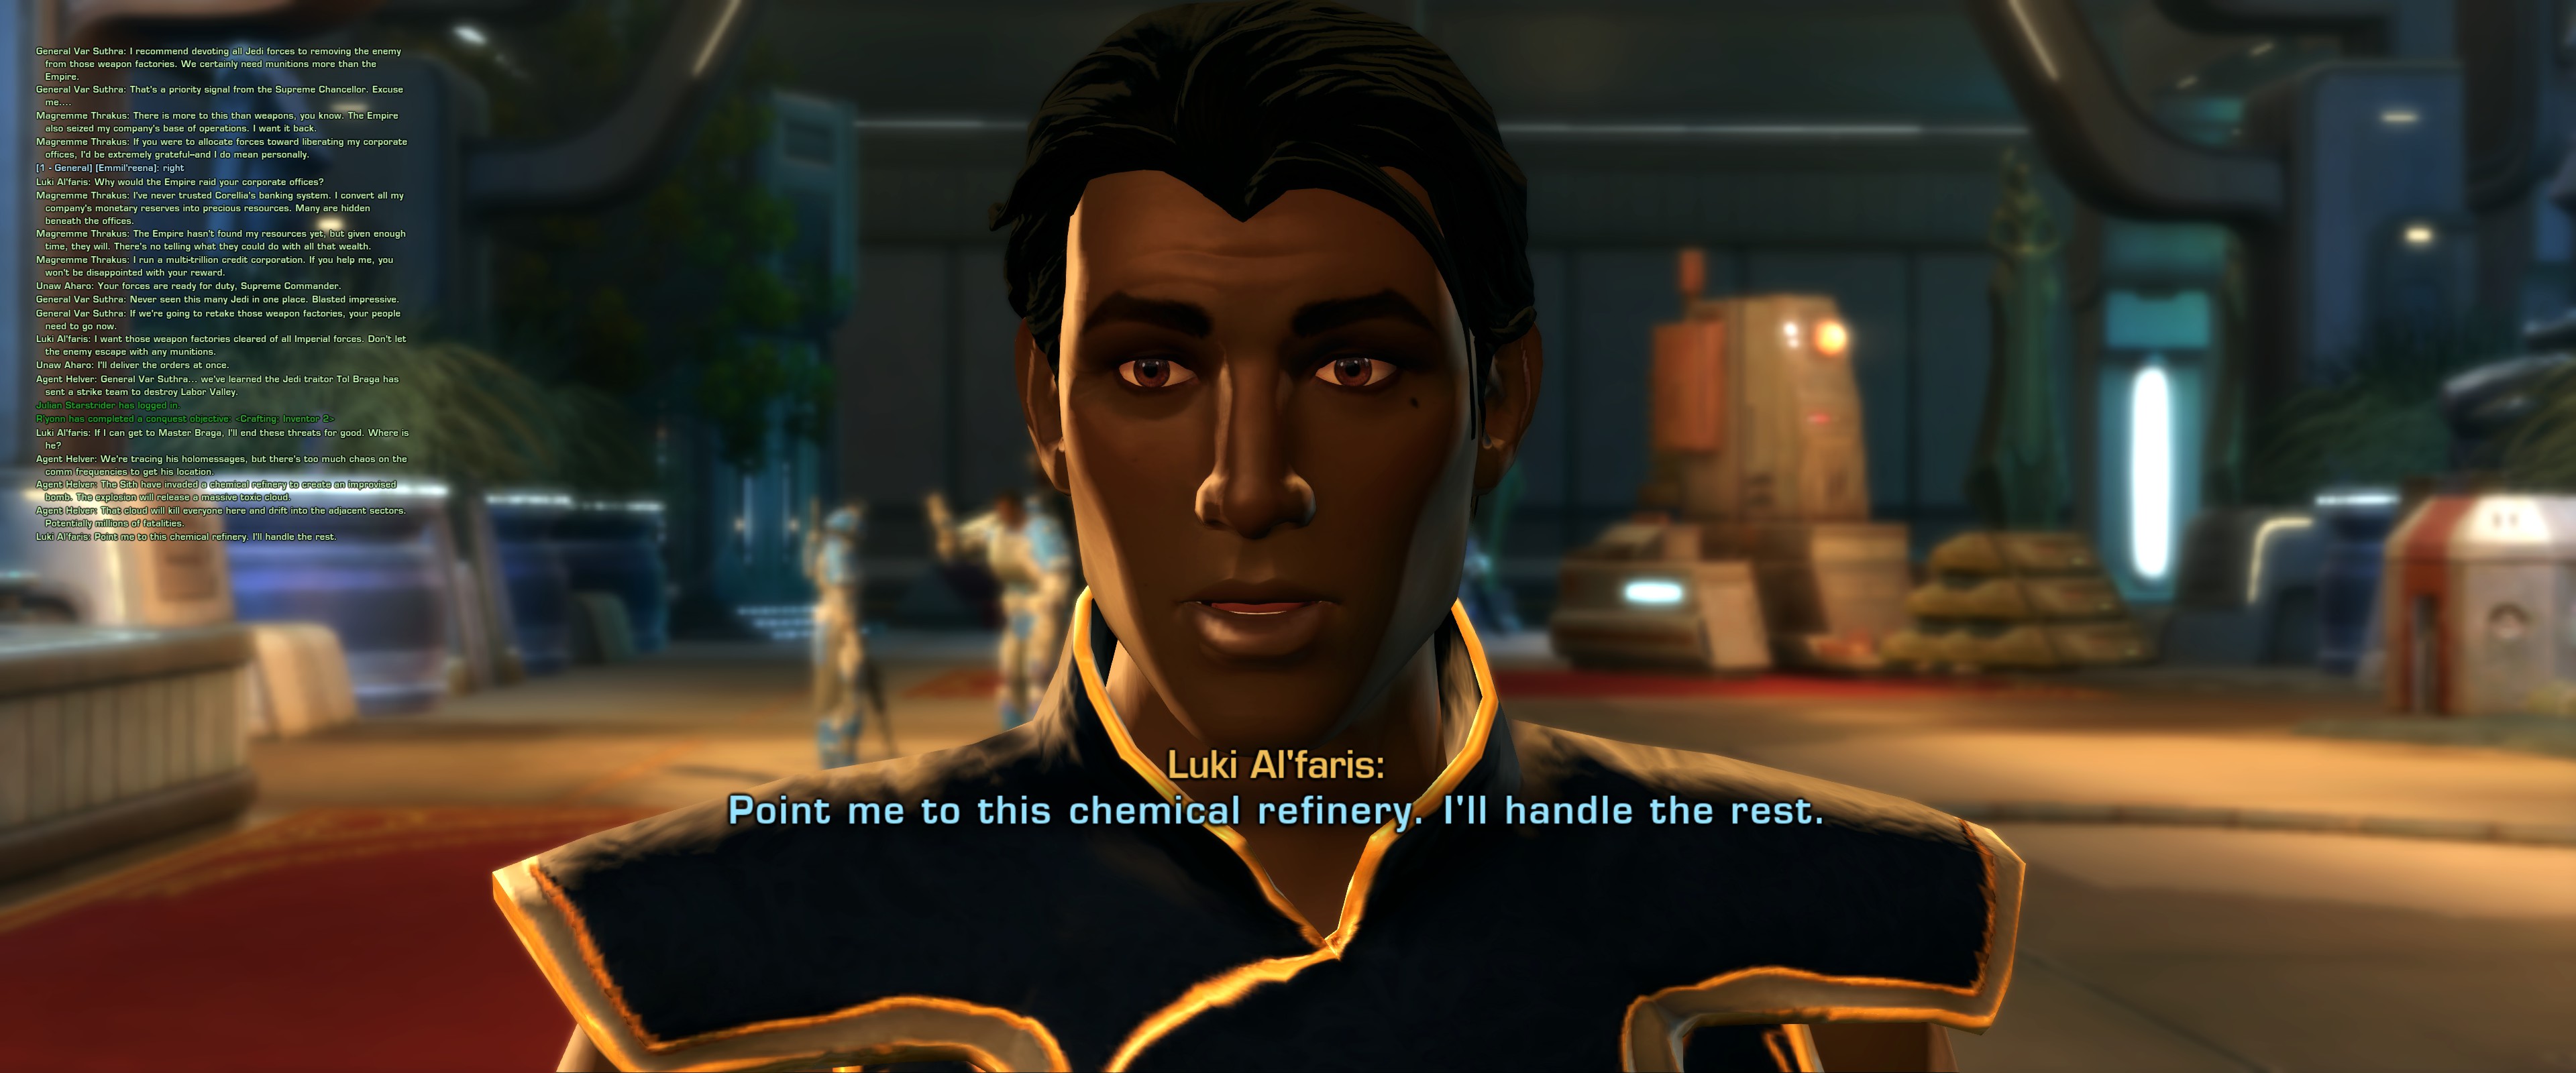 General Var Suthra: I recommend devoting all Jedi forces to removing the enemy
from those weapon factories. We certainly need munitions more than the
Empire.
General Var Suthra: That's a priority signal from the Supreme Chancellor. Excuse
me....
Magremme Thrakus: There is more to this than weapons, you know. The Empire
also seized my company's base of operations. I want it back.
Magremme Thrakus: If you were to allocate forces toward liberating my corporate
offices, I'd be extremely grateful—and I do mean personally.
[1 - General] [Emmil'reena]: right
Luki Al'faris: Why would the Empire raid your corporate offices?
Magremme Thrakus: I've never trusted Corellia's banking system. I convert all my
company's monetary reserves into precious resources. Many are hidden
beneath the offices.
Magremme Thrakus: The Empire hasn't found my resources yet, but given enough
time, they will. There's no telling what they could do with all that wealth.
Magremme Thrakus: I run a multi-trillion credit corporation. If you help me, you
won't be disappointed with your reward.
Unaw Aharo: Your forces are ready for duty, Supreme Commander.
General Var Suthra: Never seen this many Jedi in one place. Blasted impressive.
General Var Suthra: If we're going to retake those weapon factories, your people
need to go now.
Luki Al'faris: I want those weapon factories cleared of all Imperial forces. Don't let
the enemy escape with any munitions.
Unaw Aharo: I'll deliver the orders at once.
Agent Helver: General Var Suthra... we've learned the Jedi traitor Tol Braga has
sent a strike team to destroy Labor Valley.
Julian Starstrider has logged in.
R'yonn has completed a conquest objective: <Crafting: Inventor 2>
Luki Al'faris: If I can get to Master Braga, I'll end these threats for good. Where is
he?
Agent Helver: We're tracing his holomessages, but there's too much chaos on the
comm frequencies to get his location.
Agent Helver: The Sith have invaded a chemical refinery to create an improvised
bomb. The explosion will release a massive toxic cloud.
Agent Helver: That cloud will kill everyone here and drift into the adjacent sectors.
Potentially millions of fatalities.
Luki Al'faris: Point me to this chemical refinery. I'll handle the rest.
Luki Al'faris:
Point me to this chemical refinery. I'll handle the rest.